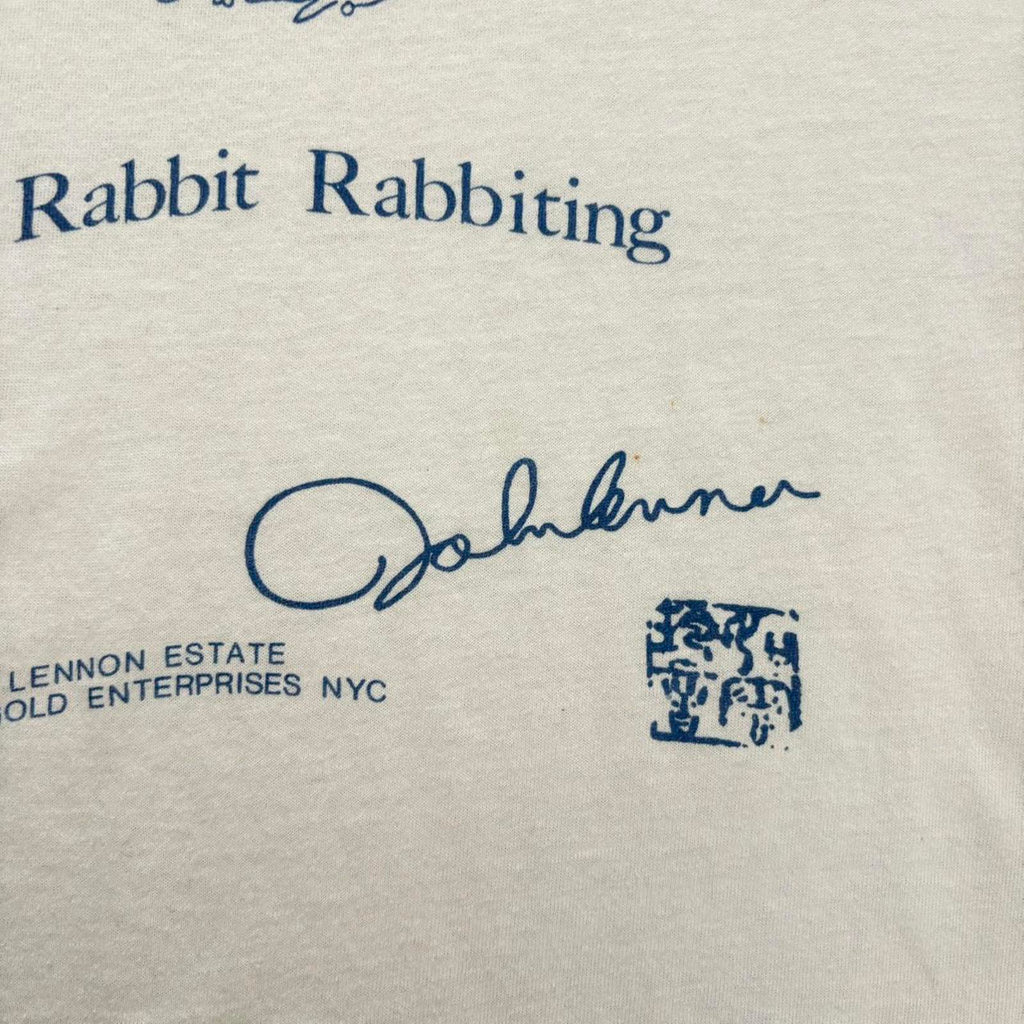 Rabbit Rabbiting
John Lennon
LENNON ESTATE
OLD ENTERPRISES NYC